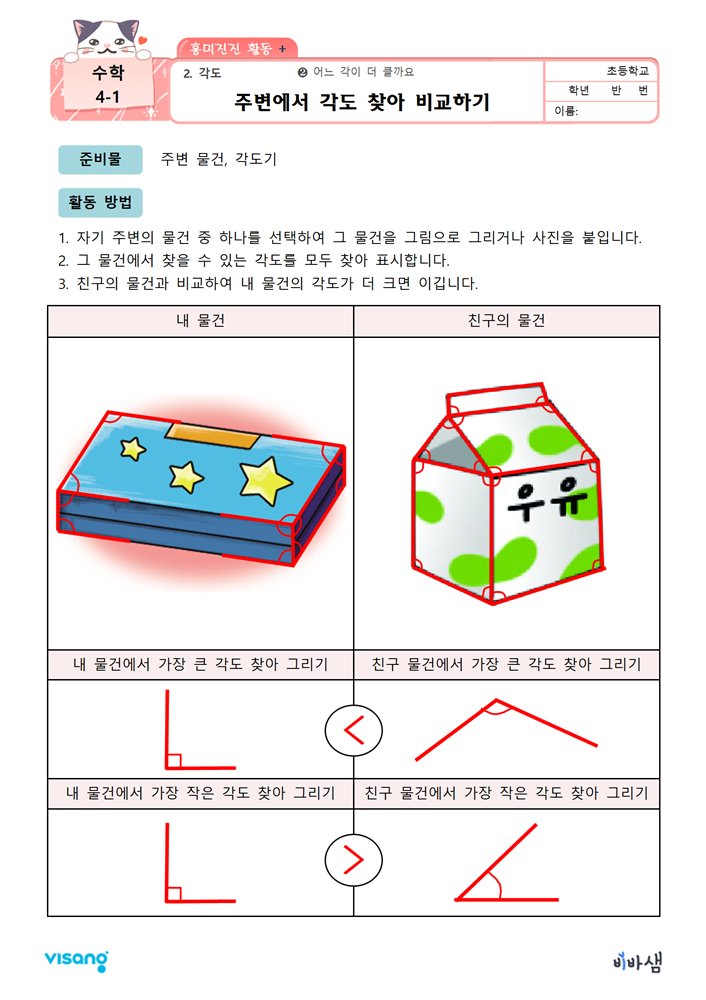 흥미진진 활동 +
수학
4-1
2. 각도 ❷ 어느 각이 더 클까요
주변에서 각도 찾아 비교하기
초등학교
학년 반 번
이름:
준비물 주변 물건, 각도기
활동 방법
1. 자기 주변의 물건 중 하나를 선택하여 그 물건을 그림으로 그리거나 사진을 붙입니다.
2. 그 물건에서 찾을 수 있는 각도를 모두 찾아 표시합니다.
3. 친구의 물건과 비교하여 내 물건의 각도가 더 크면 이깁니다.
내 물건 친구의 물건
우유
내 물건에서 가장 큰 각도 찾아 그리기 친구 물건에서 가장 큰 각도 찾아 그리기
<
내 물건에서 가장 작은 각도 찾아 그리기 친구 물건에서 가장 작은 각도 찾아 그리기
>
visang 비바샘